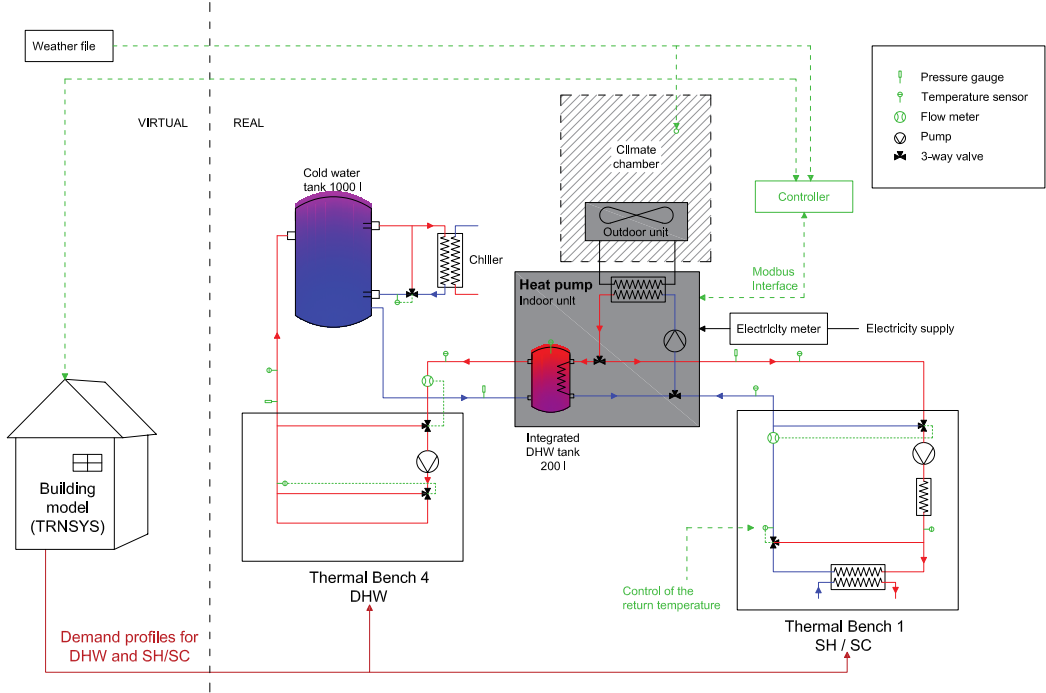 Weather file
VIRTUAL
REAL
Pressure gauge
Temperature sensor
Flow meter
Pump
3-way valve
Climate
chamber
Cold water
tank 1000 l
Controller
Outdoor unit
Chiller
Modbus
Interface
Heat pump
Indoor unit
Electricity meter
Electricity supply
Integrated
DHW tank
200 l
Building
model
(TRNSYS)
Thermal Bench 4
DHW
Control of the
return temperature
Thermal Bench 1
SH / SC
Demand profiles for
DHW and SH/SC